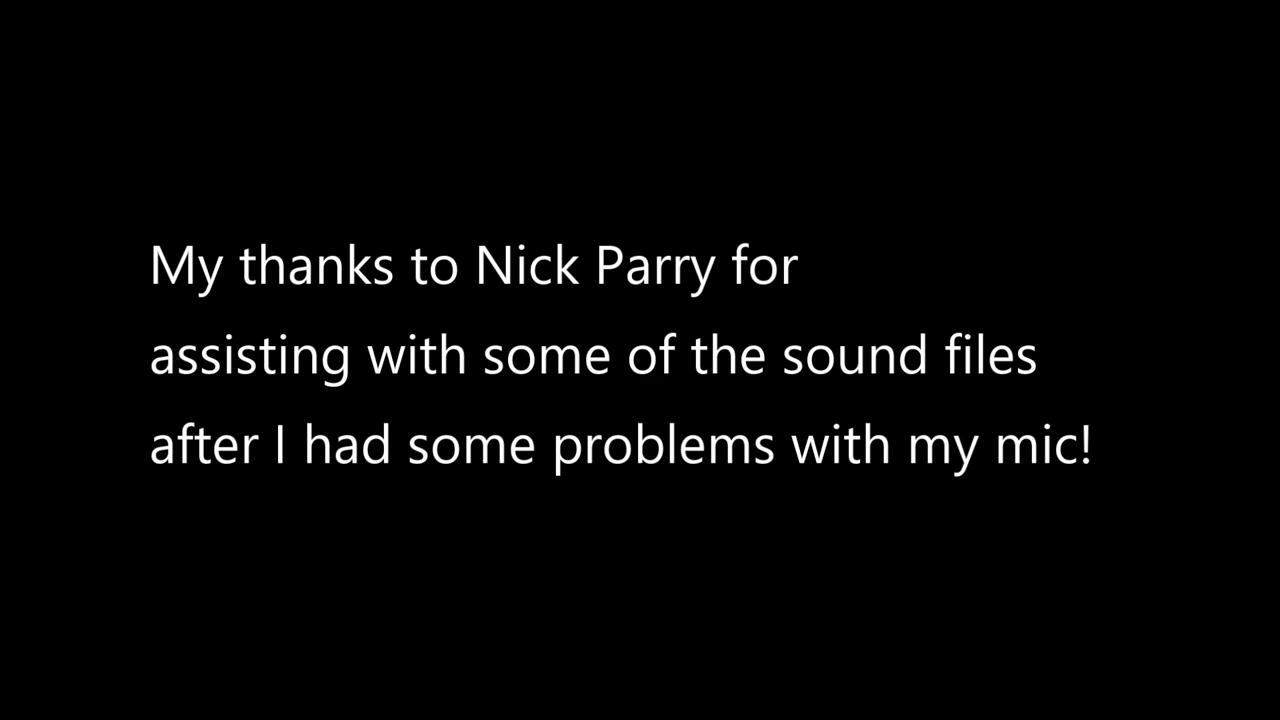 My thanks to Nick Parry for
assisting with some of the sound files
after I had some problems with my mic!